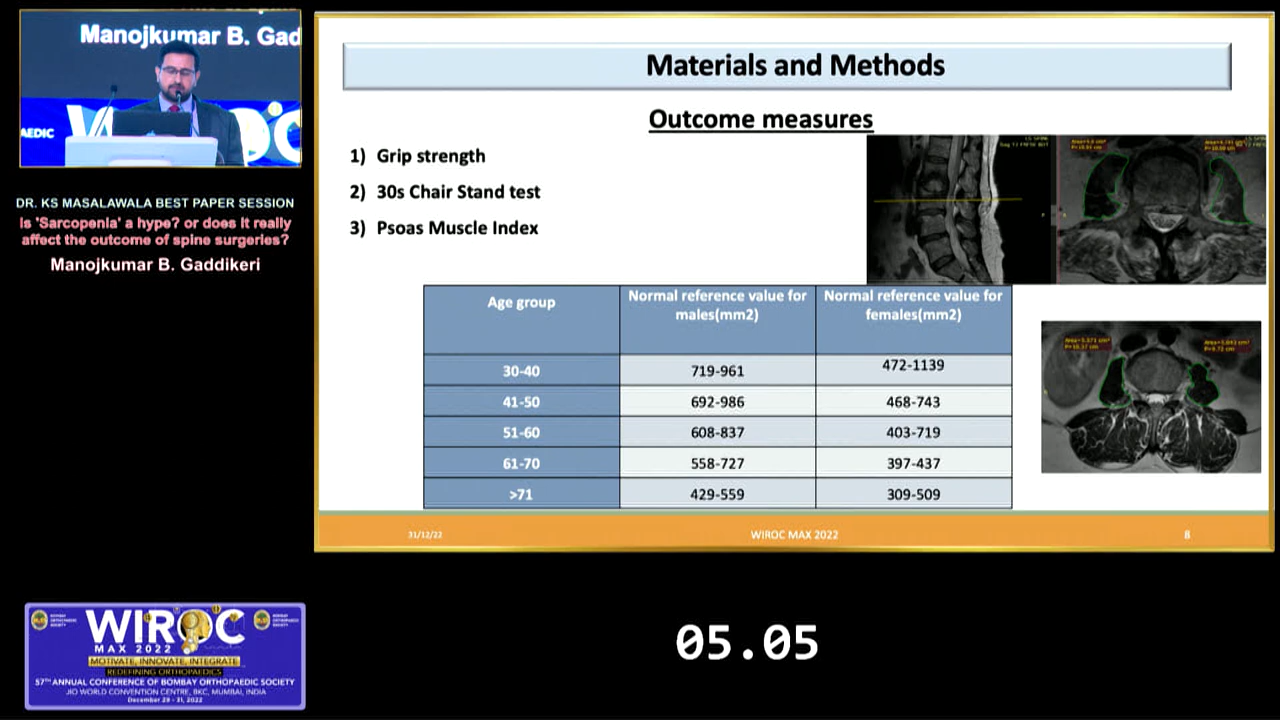 Manojkumar B. Gad
AEDIC
DR. KS MASALAWALA BEST PAPER SESSION
Is 'Sarcopenia' a hype? or does it really
affect the outcome of spine surgeries?
Manojkumar B. Gaddikeri
Materials and Methods
Outcome measures
1) Grip strength
2) 30s Chair Stand test
3) Psoas Muscle Index
Age group
Normal reference value for
males(mm2)
Normal reference value for
females(mm2)
30-40 719-961 472-1139
41-50 692-986 468-743
51-60 608-837 403-719
61-70 558-727 397-437
>71 429-559 309-509
31/12/22 WIROC MAX 2022 8
WIROC
MAX 2022
MOTIVATE, INNOVATE, INTEGRATE
REDEFINING ORTHOPAEDICS
57TH ANNUAL CONFERENCE OF BOMBAY ORTHOPAEDIC SOCIETY
JIO WORLD CONVENTION CENTRE, BKC, MUMBAI, INDIA
December 29 - 31, 2022
05.05